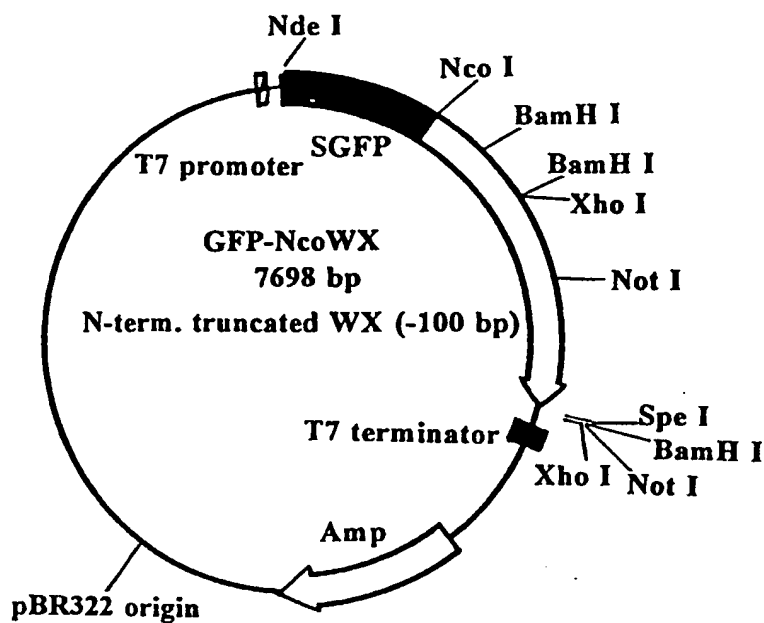 Nde I
Nco I
BamH I
BamH I
Xho I
SGFP
T7 promoter
GFP-NcoWX
7698 bp
N-term. truncated WX (-100 bp)
Not I
Spe I
BamH I
Not I
Xho I
T7 terminator
Amp
pBR322 origin